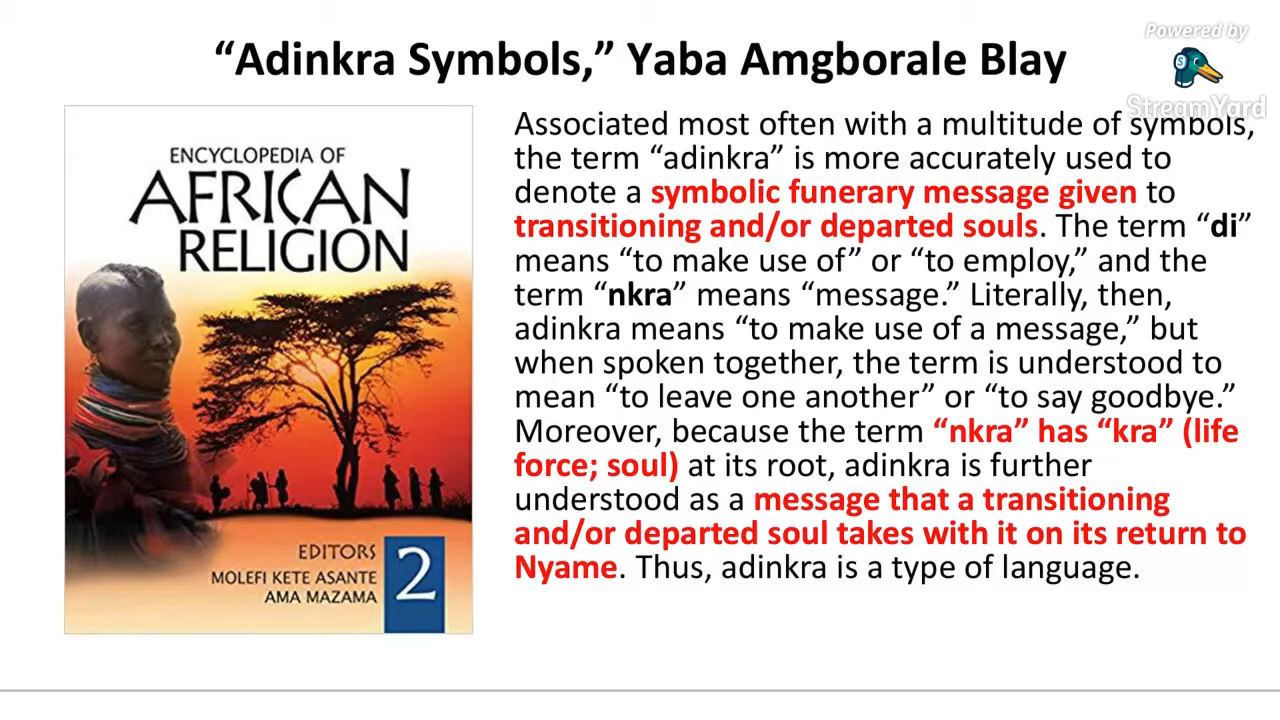 Powered by
StreamYard
“Adinkra Symbols,” Yaba Amgborale Blay
ENCYCLOPEDIA OF
AFRICAN
RELIGION
EDITORS
MOLEFI KETE ASANTE
AMA MAZAMA
2
Associated most often with a multitude of symbols,
the term “adinkra” is more accurately used to
denote a symbolic funerary message given to
transitioning and/or departed souls. The term “di”
means “to make use of” or “to employ,” and the
term “nkra” means “message.” Literally, then,
adinkra means “to make use of a message,” but
when spoken together, the term is understood to
mean “to leave one another” or “to say goodbye.”
Moreover, because the term “nkra” has “kra” (life
force; soul) at its root, adinkra is further
understood as a message that a transitioning
and/or departed soul takes with it on its return to
Nyame. Thus, adinkra is a type of language.